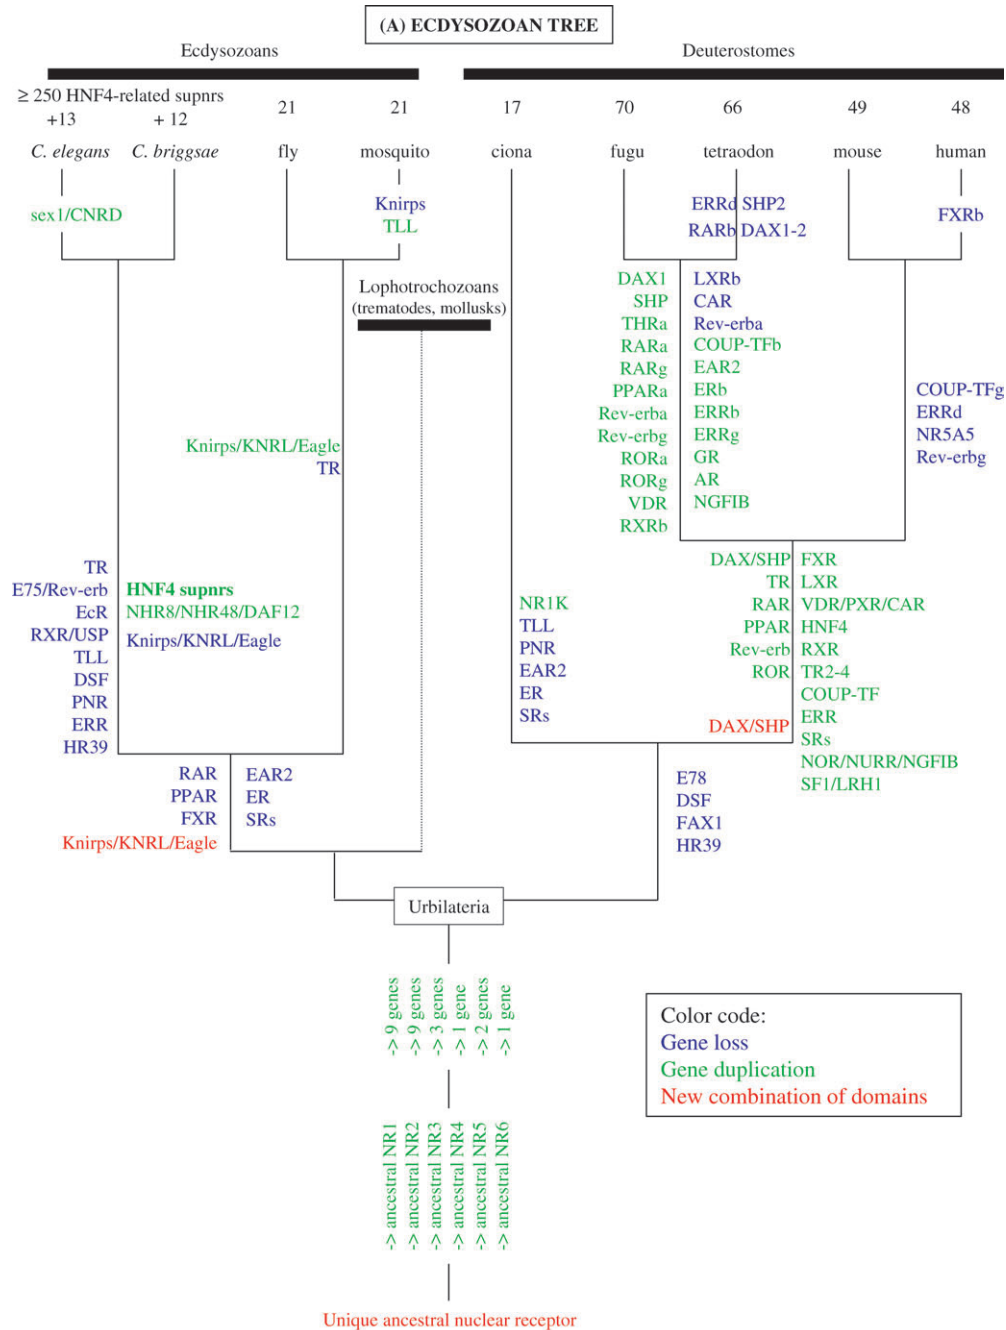 (A) ECDYSOZOAN TREE
Ecdysozoans
Deuterostomes
≥ 250 HNF4-related supnrs
+13
+ 12
21
21
17
70
66
49
48
C. elegans
C. briggsae
fly
mosquito
ciona
fugu
tetraodon
mouse
human
sex1/CNRD
Knirps
TLL
ERRd SHP2
RARb DAX1-2
FXRb
Lophotrochozoans
(trematodes, mollusks)
DAX1
SHP
THRa
RARa
RARg
PPARa
Rev-erba
Rev-erbg
RORa
RORg
VDR
RXRb
LXRb
CAR
Rev-erba
COUP-TFb
EAR2
ERb
ERRb
ERRg
GR
AR
NGFIB
COUP-TFg
ERRd
NR5A5
Rev-erbg
Knirps/KNRL/Eagle
TR
TR
E75/Rev-erb
EcR
RXR/USP
TLL
DSF
PNR
ERR
HR39
HNF4 supnrs
NHR8/NHR48/DAF12
Knirps/KNRL/Eagle
NR1K
TLL
PNR
EAR2
ER
SRs
DAX/SHP
TR
RAR
PPAR
Rev-erb
ROR
DAX/SHP
FXR
LXR
VDR/PXR/CAR
HNF4
RXR
TR2-4
COUP-TF
ERR
SRs
NOR/NURR/NGFIB
SF1/LRH1
RAR
PPAR
FXR
Knirps/KNRL/Eagle
EAR2
ER
SRs
E78
DSF
FAX1
HR39
Urbilateria
-> 9 genes
-> 9 genes
-> 3 genes
-> 1 gene
-> 2 genes
-> 1 gene
-> ancestral NR1
-> ancestral NR2
-> ancestral NR3
-> ancestral NR4
-> ancestral NR5
-> ancestral NR6
Unique ancestral nuclear receptor
Color code:
Gene loss
Gene duplication
New combination of domains